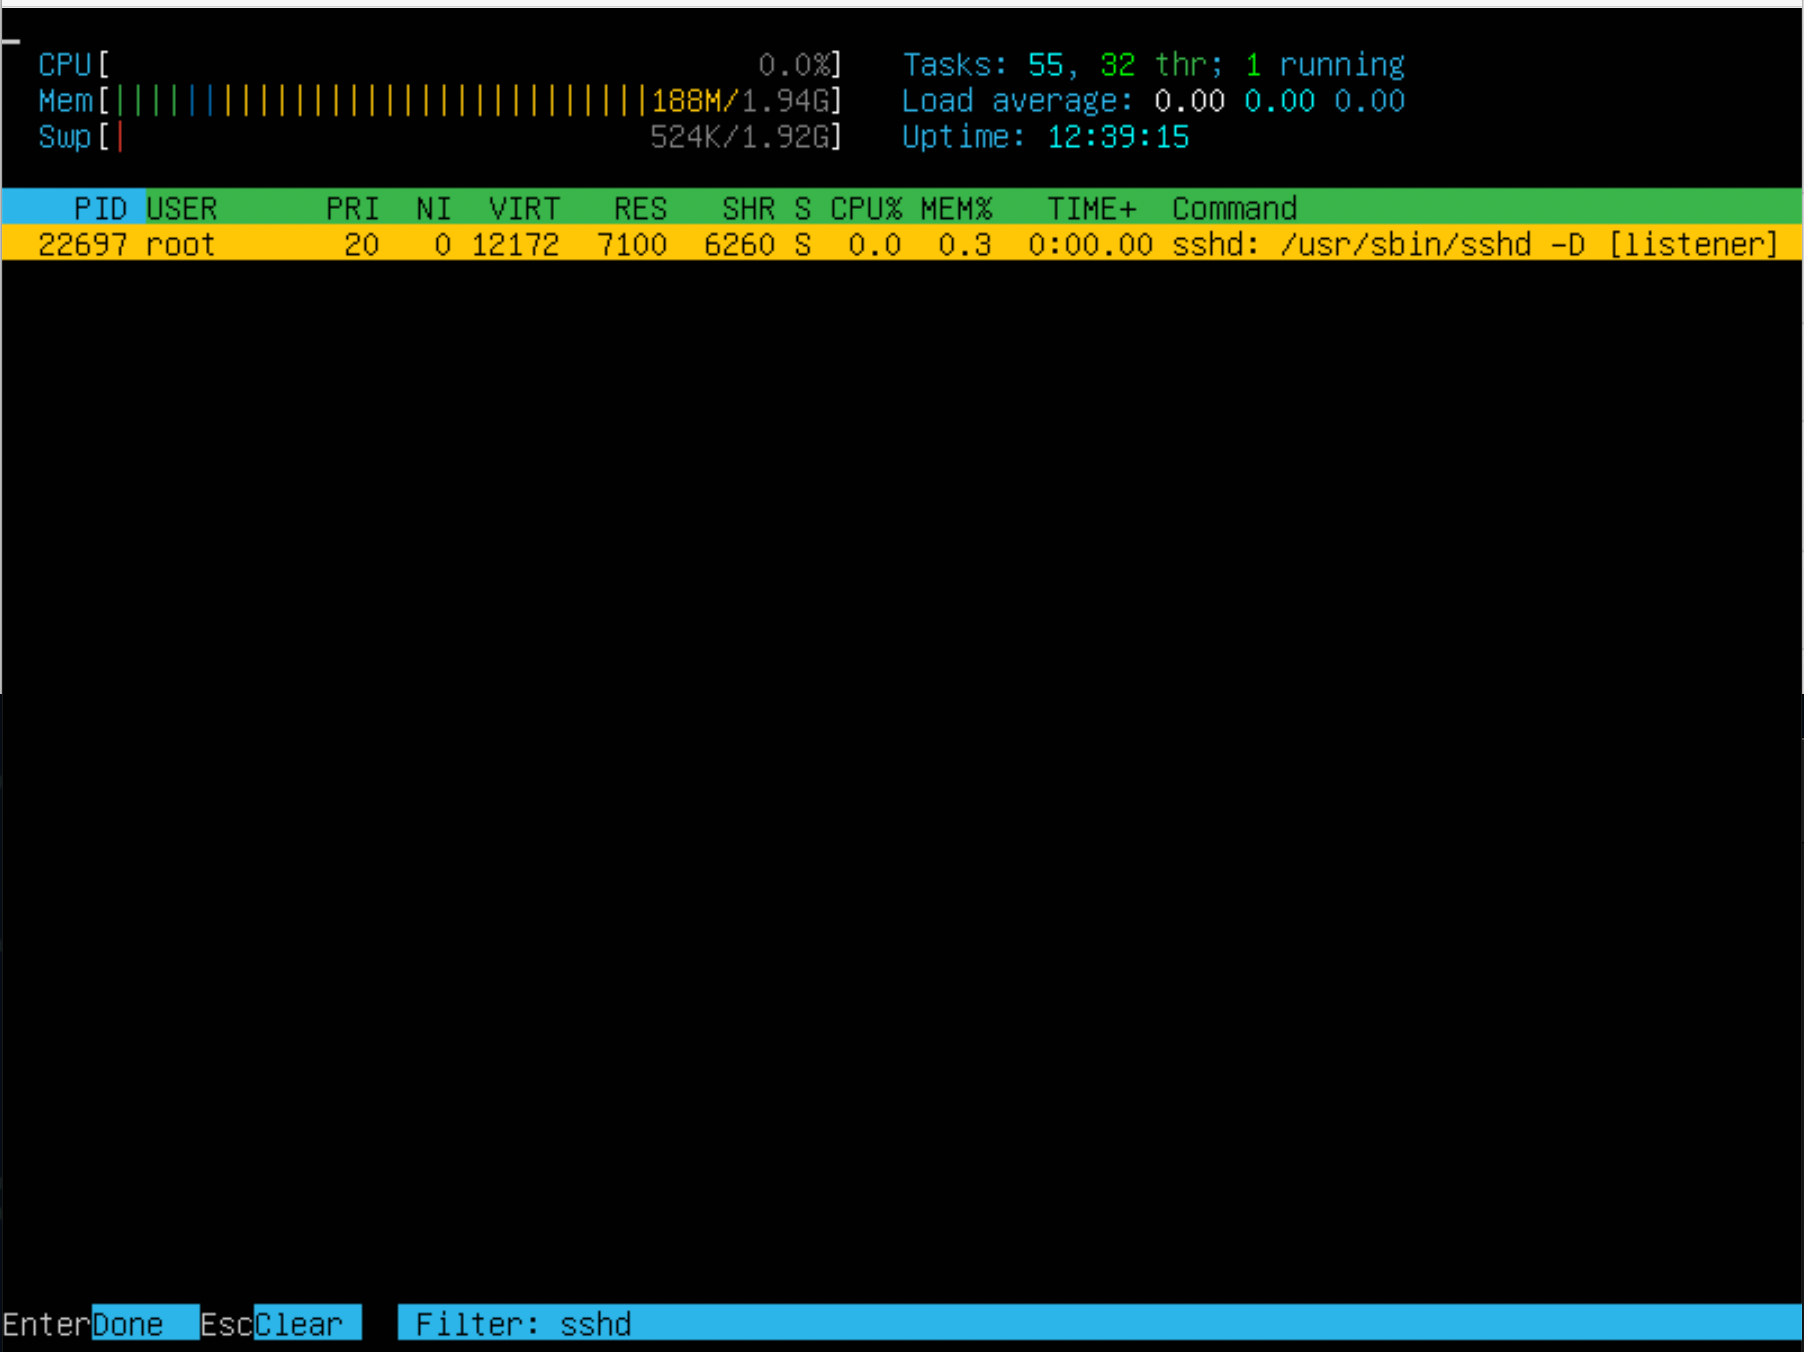 CPU[ 0.0%] Tasks: 55, 32 thr; 1 running
Mem[||||||||||||||||||||||||||||||188M/1.94G] Load average: 0.00 0.00 0.00
Swp[| 524K/1.92G] Uptime: 12:39:15
PID USER PRI NI VIRT RES SHR S CPU% MEM% TIME+ Command
22697 root 20 0 12172 7100 6260 S 0.0 0.3 0:00.00 sshd: /usr/sbin/sshd -D [listener]
EnterDone EscClear Filter: sshd